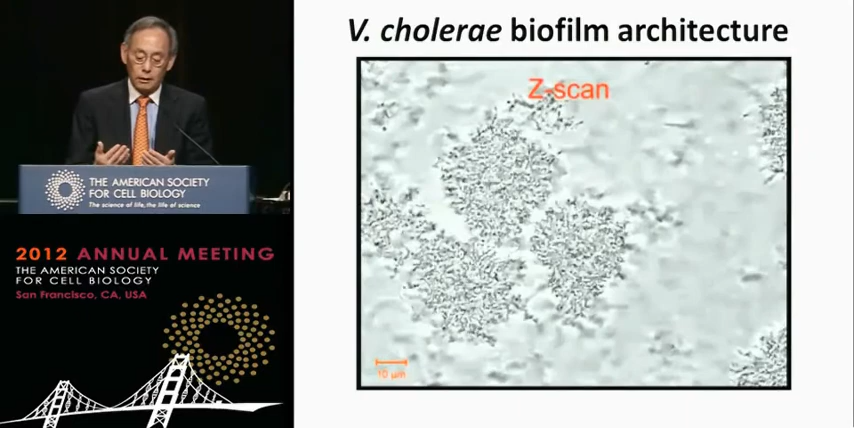 V. cholerae biofilm architecture
Z-scan
10 µm
THE AMERICAN SOCIETY
FOR CELL BIOLOGY
The science of life, the life of science
2012 ANNUAL MEETING
THE AMERICAN SOCIETY
FOR CELL BIOLOGY
San Francisco, CA, USA